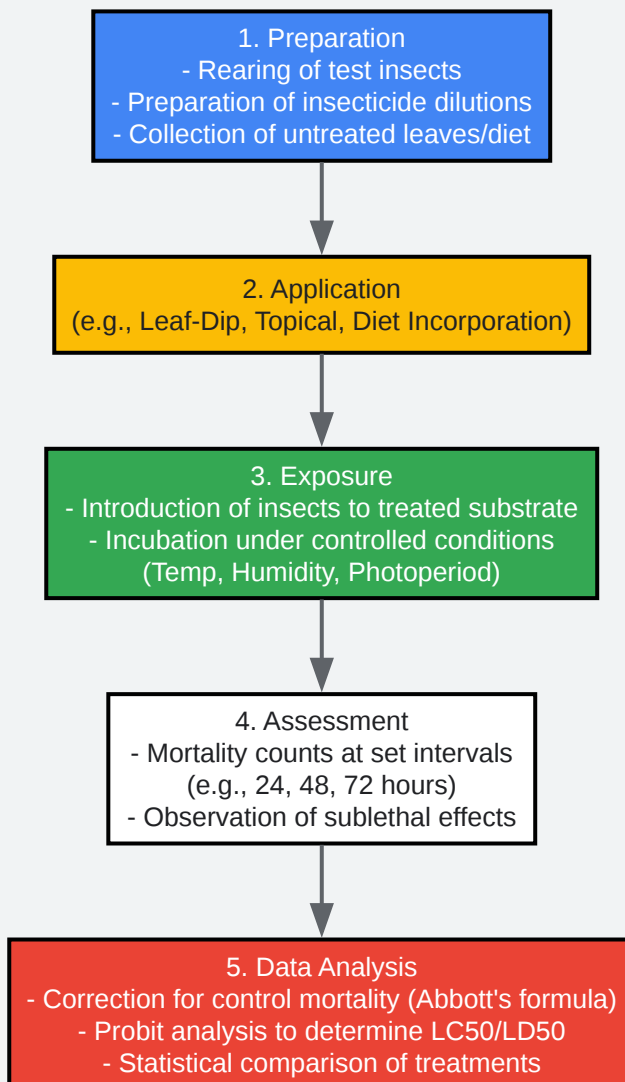 1. Preparation
- Rearing of test insects
- Preparation of insecticide dilutions
- Collection of untreated leaves/diet
2. Application
(e.g., Leaf-Dip, Topical, Diet Incorporation)
3. Exposure
- Introduction of insects to treated substrate
- Incubation under controlled conditions
(Temp, Humidity, Photoperiod)
4. Assessment
- Mortality counts at set intervals
(e.g., 24, 48, 72 hours)
- Observation of sublethal effects
5. Data Analysis
- Correction for control mortality (Abbott's formula)
- Probit analysis to determine LC50/LD50
- Statistical comparison of treatments